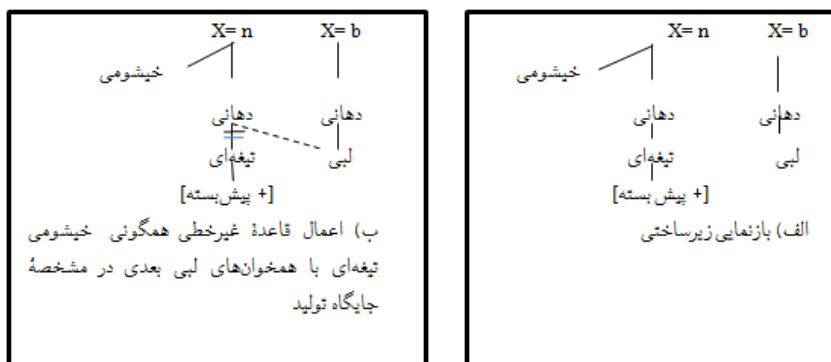 X= n X= b
خیشومی
دهانی دهانی
تیغه‌ای لبی
[+ پیش‌بسته]
الف) بازنمایی زیرساختی
X= n X= b
خیشومی
دهانی دهانی
تیغه‌ای لبی
[+ پیش‌بسته]
ب) اعمال قاعدهٔ غیرخطی همگونی خیشومی
تیغه‌ای با همخوان‌های لبی بعدی در مشخصهٔ
جایگاه تولید